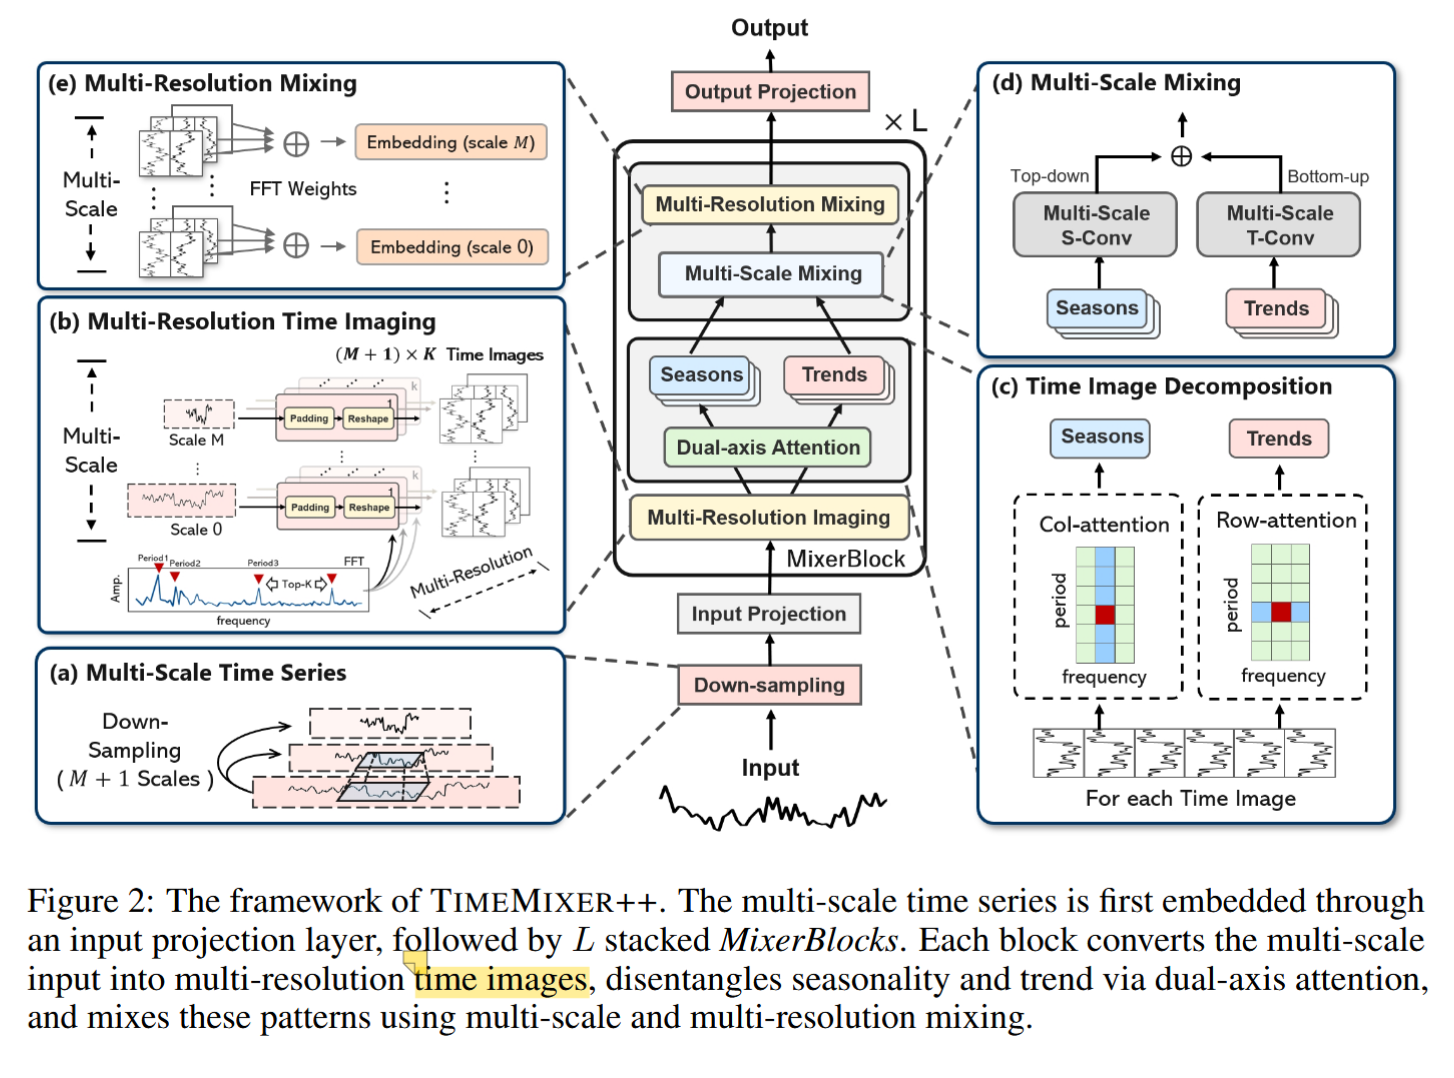 Output
Output Projection
× L
Multi-Resolution Mixing
Multi-Scale Mixing
Seasons
Trends
Dual-axis Attention
Multi-Resolution Imaging
MixerBlock
Input Projection
Down-sampling
Input
(e) Multi-Resolution Mixing
Multi-
Scale
FFT Weights
Embedding (scale M)
Embedding (scale 0)
(b) Multi-Resolution Time Imaging
(M + 1) × K Time Images
Multi-
Scale
Scale M
k
1
Padding
Reshape
Scale 0
k
1
Padding
Reshape
Period1
Period2
Period3
Top-K
FFT
Amp.
frequency
Multi-Resolution
(a) Multi-Scale Time Series
Down-
Sampling
( M + 1 Scales )
(d) Multi-Scale Mixing
Top-down
Bottom-up
Multi-Scale
S-Conv
Multi-Scale
T-Conv
Seasons
Trends
(c) Time Image Decomposition
Seasons
Trends
Col-attention
Row-attention
period
period
frequency
frequency
For each Time Image
Figure 2: The framework of TIMEMIXER++. The multi-scale time series is first embedded through
an input projection layer, followed by L stacked MixerBlocks. Each block converts the multi-scale
input into multi-resolution time images, disentangles seasonality and trend via dual-axis attention,
and mixes these patterns using multi-scale and multi-resolution mixing.